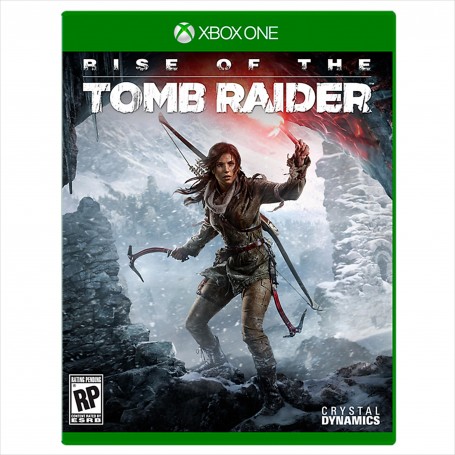 XBOX ONE
RISE OF THE
TOMB RAIDER
RATING PENDING
RP
CONTENT RATED BY
ESRB
CRYSTAL
DYNAMICS